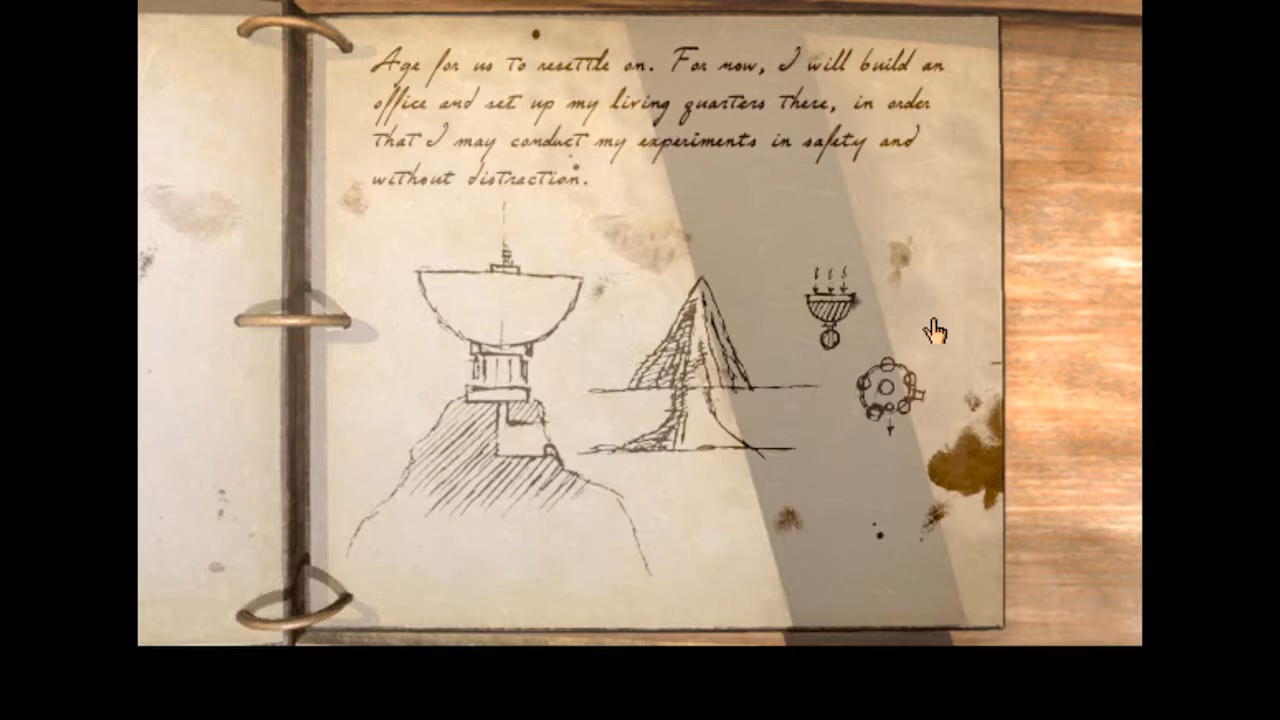 Age for us to resettle on. For now, I will build an
office and set up my living quarters there, in order
that I may conduct my experiments in safety and
without distraction.